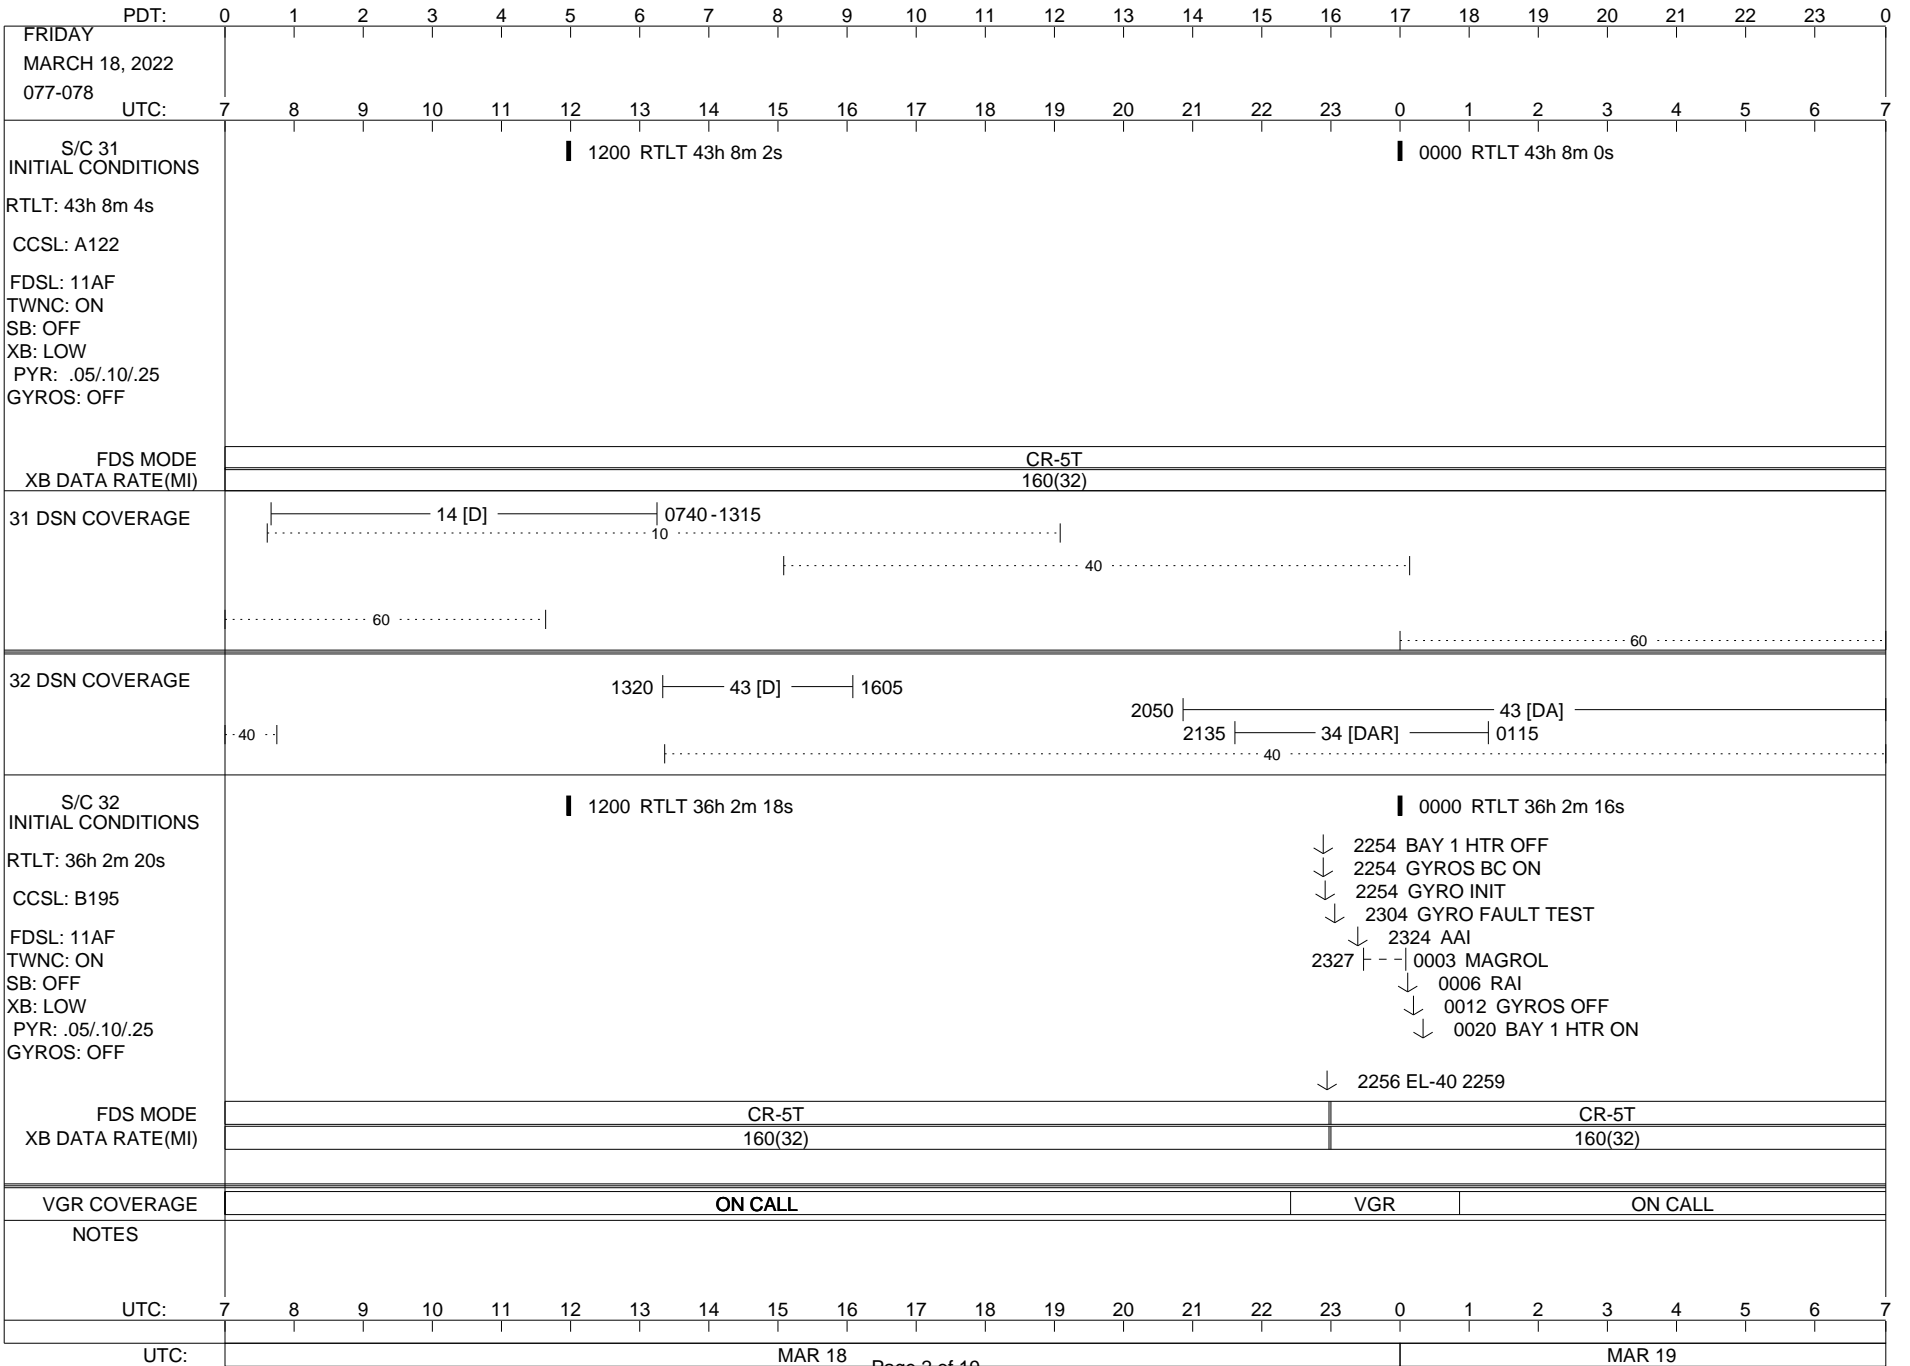 PDT: 0 1 2 3 4 5 6 7 8 9 10 11 12 13 14 15 16 17 18 19 20 21 22 23 0
FRIDAY
MARCH 18, 2022
077-078
UTC: 7 8 9 10 11 12 13 14 15 16 17 18 19 20 21 22 23 0 1 2 3 4 5 6 7
S/C 31
INITIAL CONDITIONS
1200 RTLT 43h 8m 2s
0000 RTLT 43h 8m 0s
RTLT: 43h 8m 4s
CCSL: A122
FDSL: 11AF
TWNC: ON
SB: OFF
XB: LOW
PYR: .05/.10/.25
GYROS: OFF
FDS MODE CR-5T
XB DATA RATE(MI) 160(32)
31 DSN COVERAGE
14 [D] 0740 -1315
10
40
60
60
32 DSN COVERAGE
1320 43 [D] 1605
2050 43 [DA]
40
2135 34 [DAR] 0115
40
S/C 32
INITIAL CONDITIONS
1200 RTLT 36h 2m 18s
0000 RTLT 36h 2m 16s
RTLT: 36h 2m 20s
CCSL: B195
FDSL: 11AF
TWNC: ON
SB: OFF
XB: LOW
PYR: .05/.10/.25
GYROS: OFF
2254 BAY 1 HTR OFF
2254 GYROS BC ON
2254 GYRO INIT
2304 GYRO FAULT TEST
2324 AAI
2327 0003 MAGROL
0006 RAI
0012 GYROS OFF
0020 BAY 1 HTR ON
2256 EL-40 2259
FDS MODE CR-5T CR-5T
XB DATA RATE(MI) 160(32) 160(32)
VGR COVERAGE ON CALL VGR ON CALL
NOTES
UTC: 7 8 9 10 11 12 13 14 15 16 17 18 19 20 21 22 23 0 1 2 3 4 5 6 7
UTC: MAR 18 MAR 19